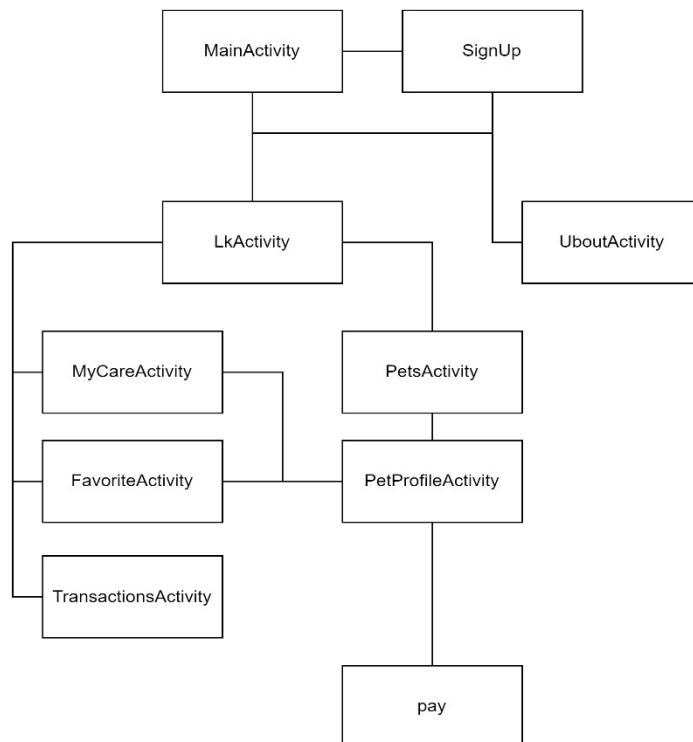 MainActivity
SignUp
LkActivity
UboutActivity
MyCareActivity
PetsActivity
FavoriteActivity
PetProfileActivity
TransactionsActivity
pay